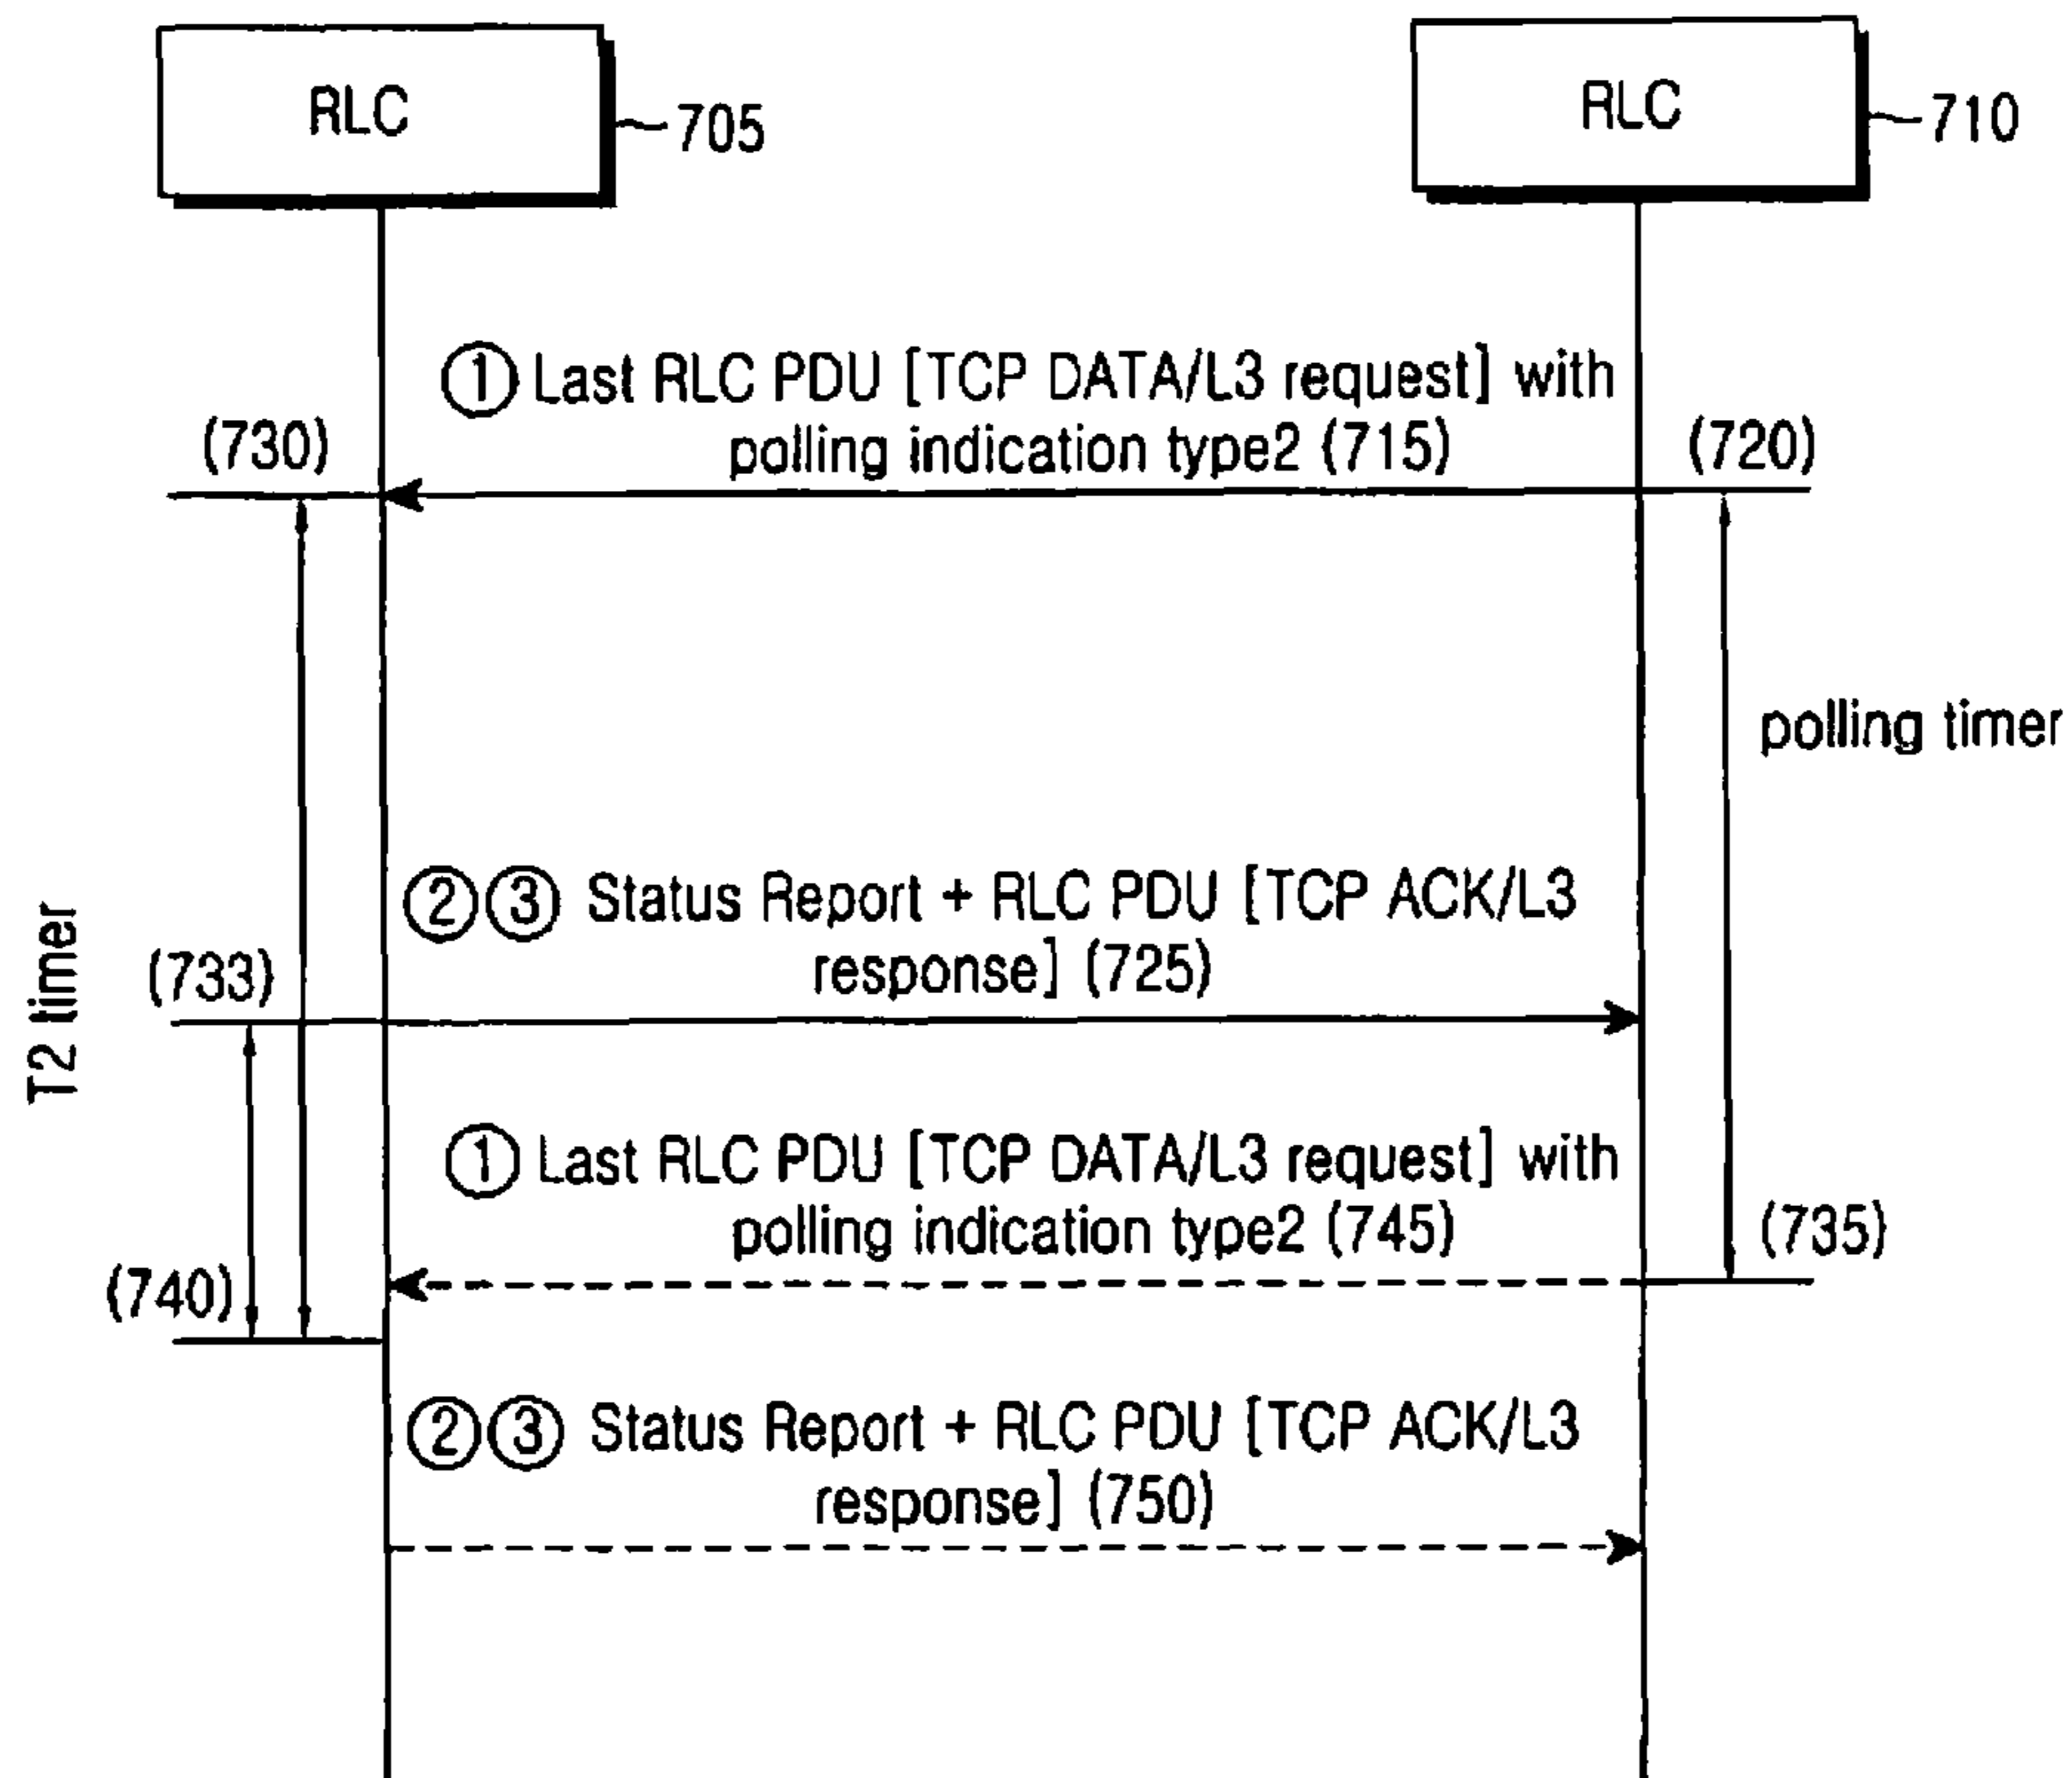 RLC
705
RLC
710
① Last RLC PDU [TCP DATA/L3 request] with
polling indication type2 (715)
(730)
(720)
polling timer
T2 timer
②③ Status Report + RLC PDU [TCP ACK/L3
response] (725)
(733)
① Last RLC PDU [TCP DATA/L3 request] with
polling indication type2 (745)
(735)
(740)
②③ Status Report + RLC PDU [TCP ACK/L3
response] (750)